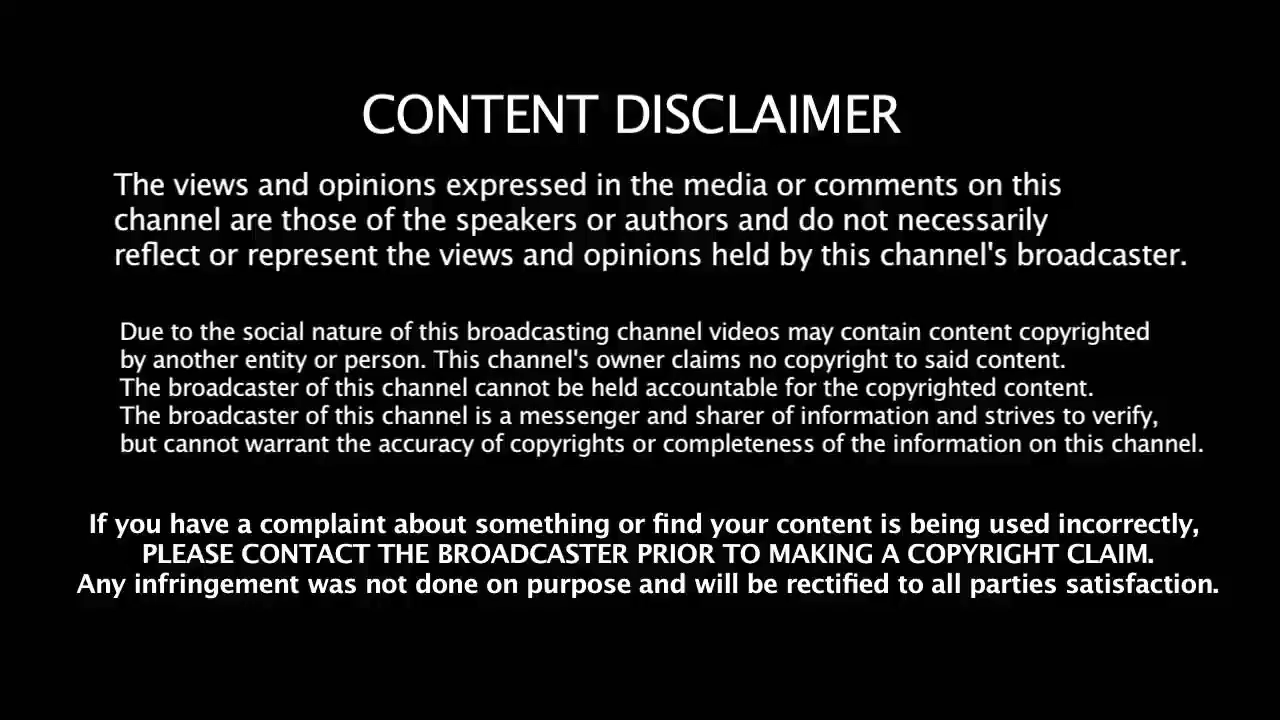 CONTENT DISCLAIMER
The views and opinions expressed in the media or comments on this
channel are those of the speakers or authors and do not necessarily
reflect or represent the views and opinions held by this channel's broadcaster.
Due to the social nature of this broadcasting channel videos may contain content copyrighted
by another entity or person. This channel's owner claims no copyright to said content.
The broadcaster of this channel cannot be held accountable for the copyrighted content.
The broadcaster of this channel is a messenger and sharer of information and strives to verify,
but cannot warrant the accuracy of copyrights or completeness of the information on this channel.
If you have a complaint about something or find your content is being used incorrectly,
PLEASE CONTACT THE BROADCASTER PRIOR TO MAKING A COPYRIGHT CLAIM.
Any infringement was not done on purpose and will be rectified to all parties satisfaction.